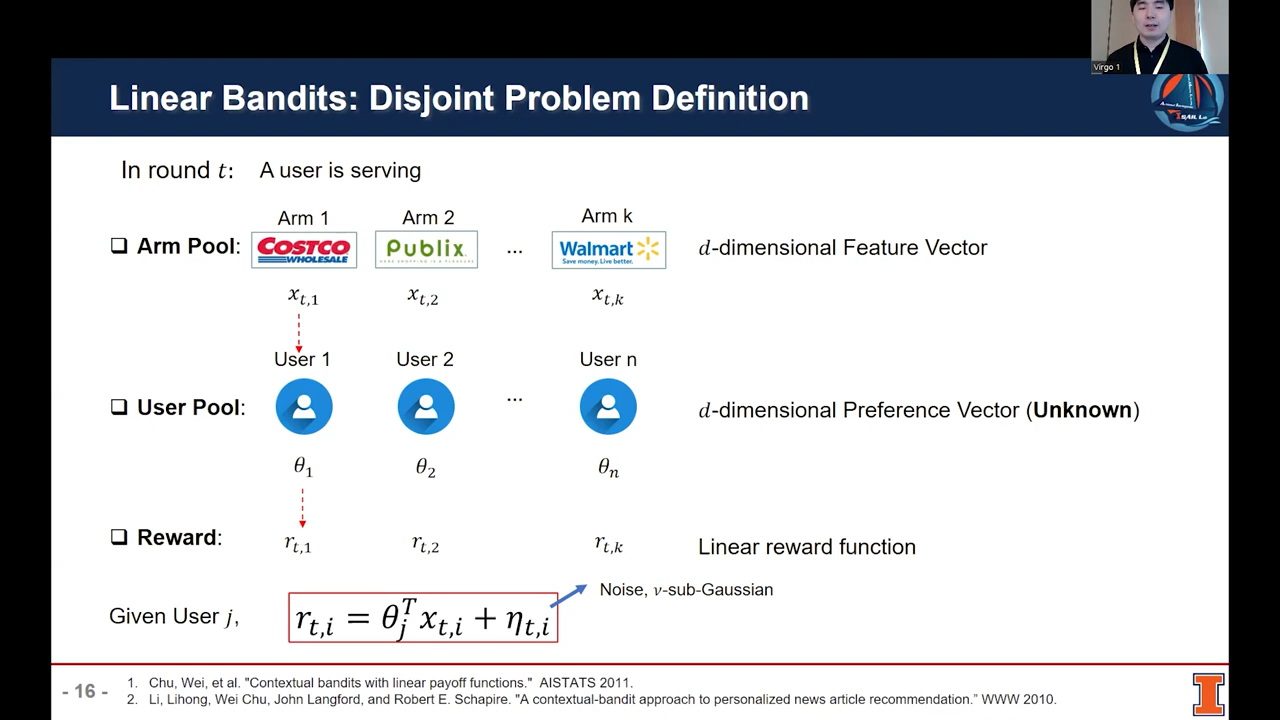 Virgo 1
Linear Bandits: Disjoint Problem Definition
In round t: A user is serving
Arm 1 Arm 2 Arm k
❑ Arm Pool: COSTCO WHOLESALE Publix. ... Walmart Save money. Live better. d-dimensional Feature Vector
x_{t,1} x_{t,2} x_{t,k}
User 1 User 2 User n
❑ User Pool: ... d-dimensional Preference Vector (Unknown)
θ_1 θ_2 θ_n
❑ Reward: r_{t,1} r_{t,2} r_{t,k} Linear reward function
Noise, ν-sub-Gaussian
Given User j, r_{t,i} = θ_j^T x_{t,i} + η_{t,i}
- 16 -
1. Chu, Wei, et al. "Contextual bandits with linear payoff functions." AISTATS 2011.
2. Li, Lihong, Wei Chu, John Langford, and Robert E. Schapire. "A contextual-bandit approach to personalized news article recommendation.” WWW 2010.